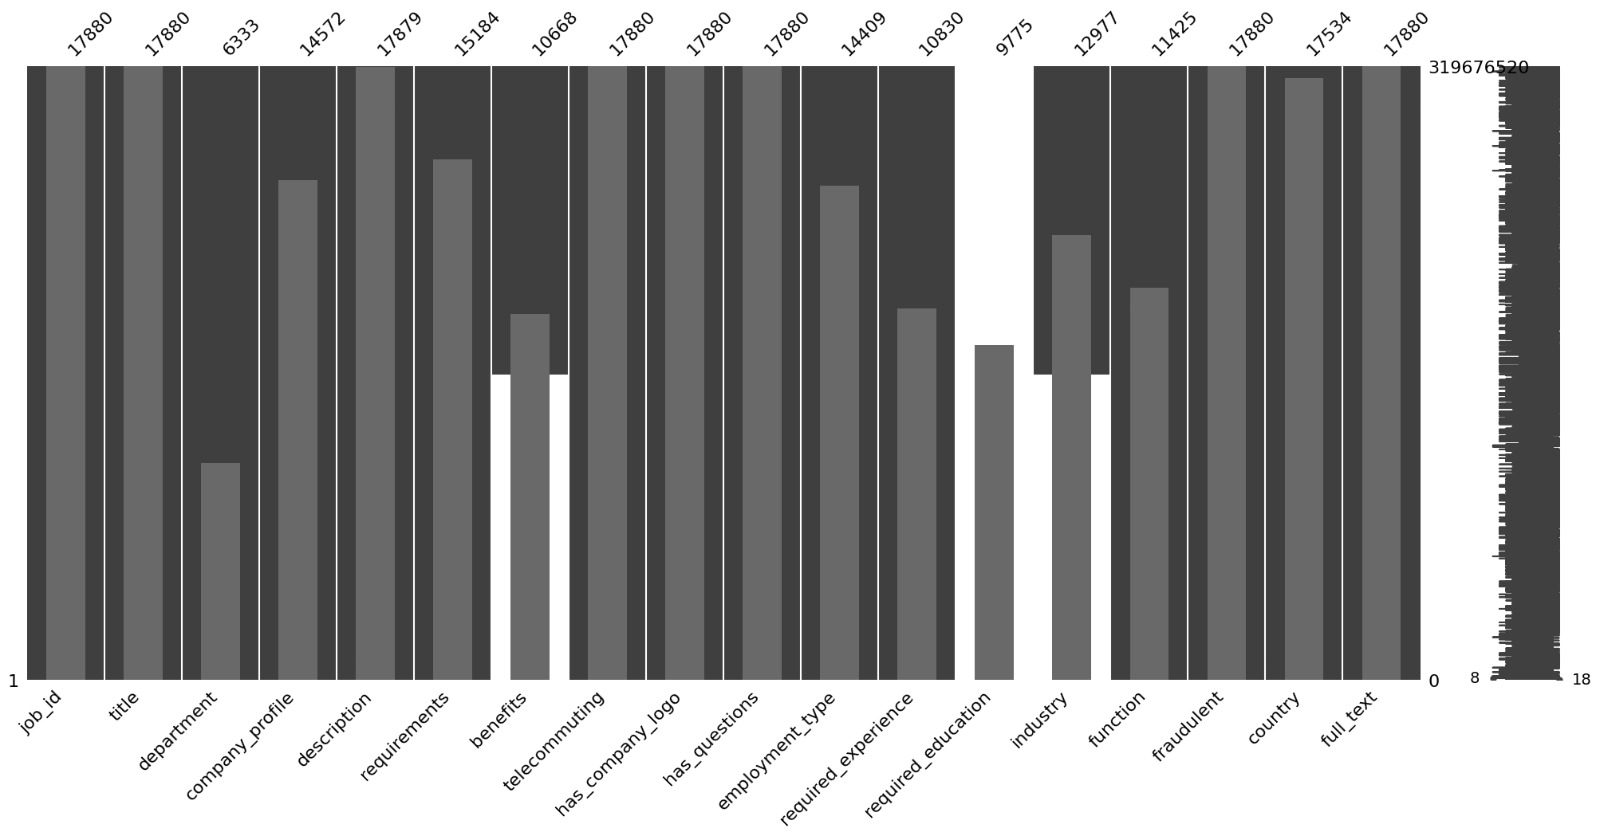 17880
17880
6333
14572
17879
15184
10668
17880
17880
17880
14409
10830
9775
12977
11425
17880
17534
17880
319676520
1
0
8
18
job_id
title
department
company_profile
description
requirements
benefits
telecommuting
has_company_logo
has_questions
employment_type
required_experience
required_education
industry
function
fraudulent
country
full_text